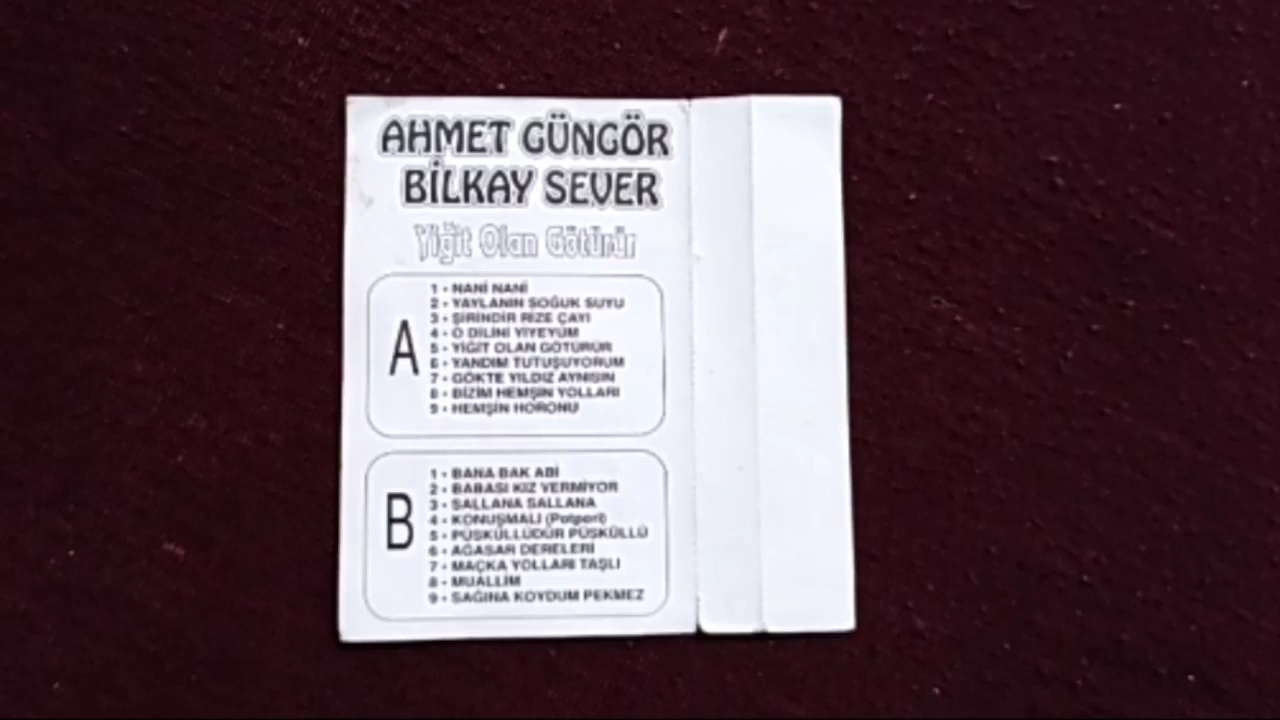 AHMET GÜNGÖR
BİLKAY SEVER
Yiğit Olan Götürür
A
1 - NANİ NANİ
2 - YAYLANIN SOĞUK SUYU
3 - ŞİRİNDİR RİZE ÇAYI
4 - O DİLİNİ YİYEYÜM
5 - YİĞİT OLAN GÖTÜRÜR
6 - YANDIM TUTUŞUYORUM
7 - GÖKTE YILDIZ AYNISIN
8 - BİZİM HEMŞİN YOLLARI
9 - HEMŞİN HORONU
B
1 - BANA BAK ABİ
2 - BABASI KIZ VERMİYOR
3 - SALLANA SALLANA
4 - KONUŞMALI (Potpori)
5 - PÜSKÜLLÜDÜR PÜSKÜLLÜ
6 - AĞASAR DERELERİ
7 - MAÇKA YOLLARI TAŞLI
8 - MUALLİM
9 - SAĞINA KOYDUM PEKMEZ